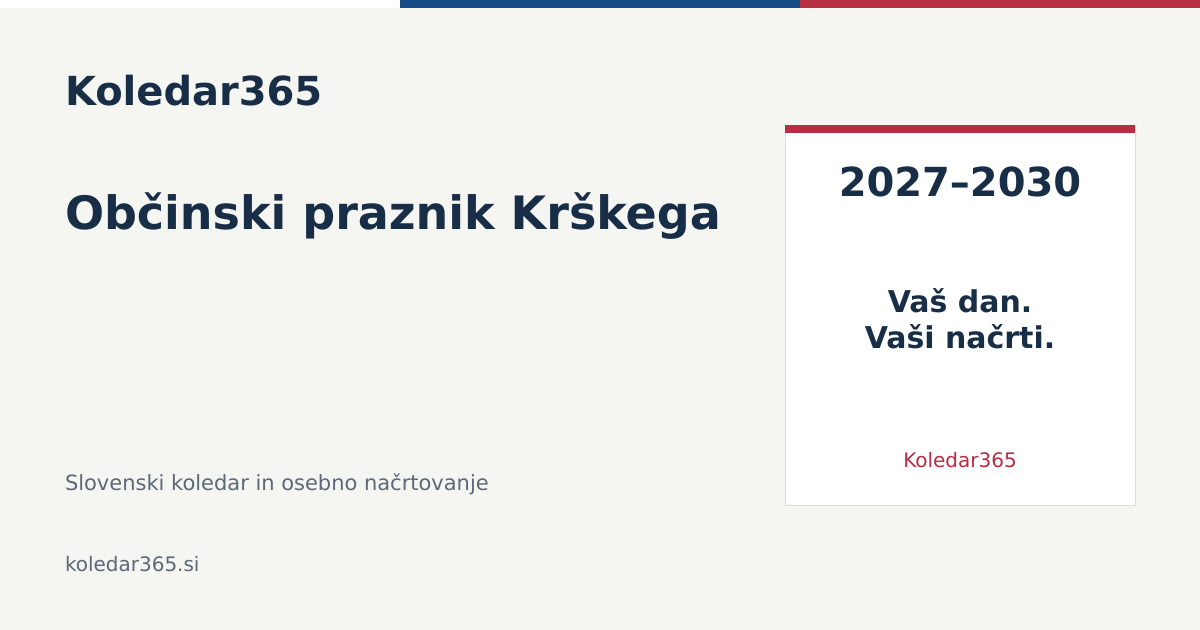 Koledar365
Občinski praznik Krškega
2027–2030
Vaš dan.
Vaši načrti.
Koledar365
Slovenski koledar in osebno načrtovanje
koledar365.si